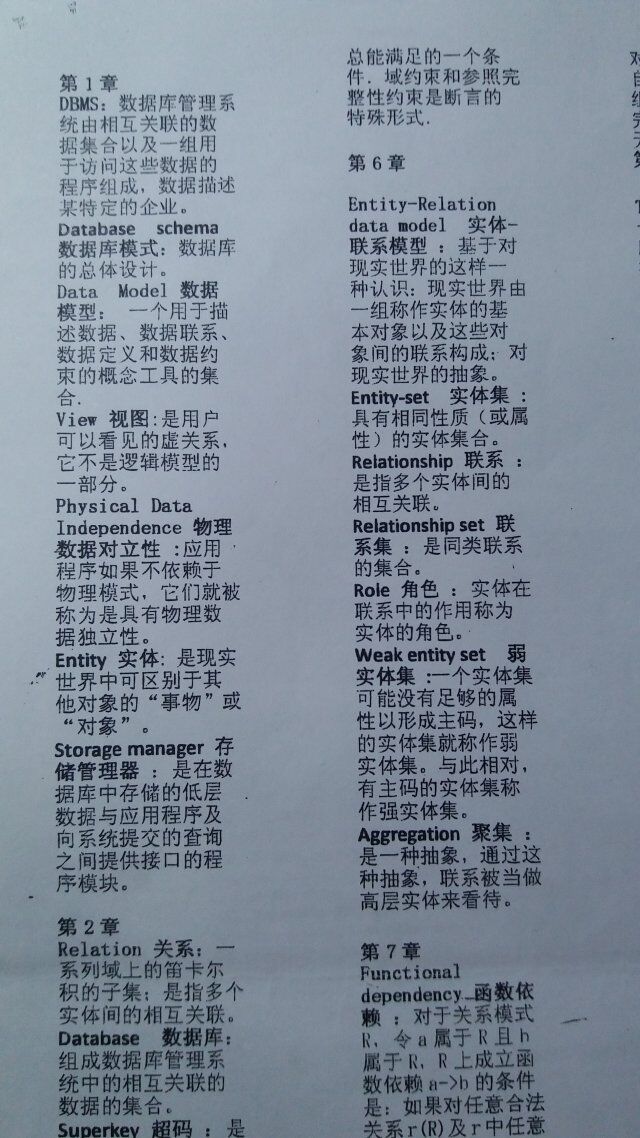 第 1 章
DBMS：数据库管理系
统由相互关联的数
据集合以及一组用
于访问这些数据的
程序组成，数据描述
某特定的企业。
Database schema
数据库模式：数据库
的总体设计。
Data Model 数据
模型： 一个用于描
述数据、数据联系、
数据定义和数据约
束的概念工具的集
合.
View 视图:是用户
可以看见的虚关系，
它不是逻辑模型的
一部分。
Physical Data
Independence 物理
数据对立性 :应用
程序如果不依赖于
物理模式，它们就被
称为是具有物理数
据独立性。
Entity 实体：是现实
世界中可区别于其
他对象的“事物”或
“对象”。
Storage manager 存
储管理器 ：是在数
据库中存储的低层
数据与应用程序及
向系统提交的查询
之间提供接口的程
序模块。
第 2 章
Relation 关系：一
系列域上的笛卡尔
积的子集；是指多个
实体间的相互关联。
Database 数据库：
组成数据库管理系
统中的相互关联的
数据的集合。
Superkey 超码 ：是
总能满足的一个条
件．域约束和参照完
整性约束是断言的
特殊形式.
第 6 章
Entity-Relation
data model 实体-
联系模型 ：基于对
现实世界的这样一
种认识：现实世界由
一组称作实体的基
本对象以及这些对
象间的联系构成；对
现实世界的抽象。
Entity-set 实体集 ：
具有相同性质（或属
性）的实体集合。
Relationship 联系 ：
是指多个实体间的
相互关联。
Relationship set 联
系集 ：是同类联系
的集合。
Role 角色 ：实体在
联系中的作用称为
实体的角色。
Weak entity set 弱
实体集 :一个实体集
可能没有足够的属
性以形成主码，这样
的实体集就称作弱
实体集。与此相对，
有主码的实体集称
作强实体集。
Aggregation 聚集 ：
是一种抽象，通过这
种抽象，联系被当做
高层实体来看待。
第 7 章
Functional
dependency 函数依
赖 ：对于关系模式
R，令 a 属于 R 且 b
属于 R，R 上成立函
数依赖 a->b 的条件
是：如果对任意合法
关系 r(R)及 r 中任意